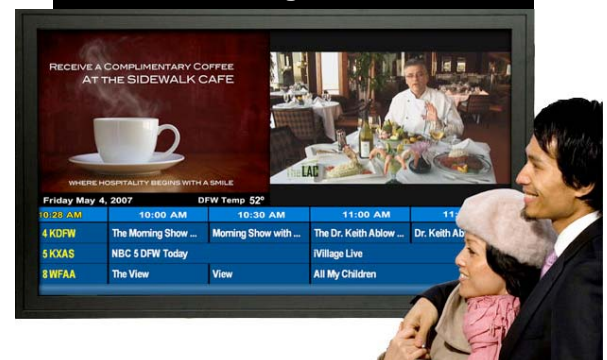 RECEIVE A COMPLIMENTARY COFFEE
AT THE SIDEWALK CAFE
WHERE HOSPITALITY BEGINS WITH A SMILE
The LAC
Friday May 4, 2007 DFW Temp 52°
10:28 AM 10:00 AM 10:30 AM 11:00 AM 11:
4 KDFW The Morning Show ... Morning Show with ... The Dr. Keith Ablow ... Dr. Keith Ab
5 KXAS NBC 5 DFW Today iVillage Live
8 WFAA The View View All My Children